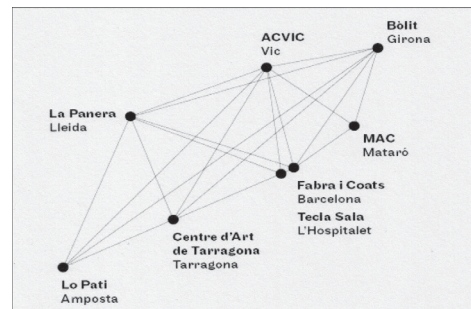 Bòlit
Girona
ACVIC
Vic
La Panera
Lleida
MAC
Mataró
Fabra i Coats
Barcelona
Tecla Sala
L'Hospitalet
Centre d'Art
de Tarragona
Tarragona
Lo Pati
Amposta